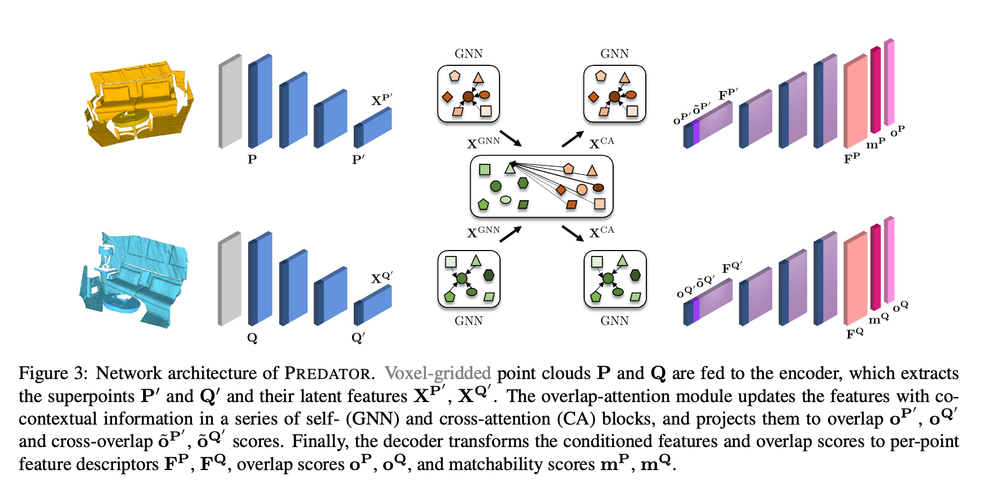 GNN
GNN
X^P′
o^P′ õ^P′ F^P′
X^GNN
X^CA
P
P′
F^P
m^P
o^P
X^GNN
X^CA
X^Q′
o^Q′ õ^Q′ F^Q′
GNN
GNN
Q
Q′
F^Q
m^Q
o^Q
Figure 3: Network architecture of PREDATOR. Voxel-gridded point clouds P and Q are fed to the encoder, which extracts
the superpoints P′ and Q′ and their latent features X^P′, X^Q′. The overlap-attention module updates the features with co-
contextual information in a series of self- (GNN) and cross-attention (CA) blocks, and projects them to overlap o^P′, o^Q′
and cross-overlap õ^P′, õ^Q′ scores. Finally, the decoder transforms the conditioned features and overlap scores to per-point
feature descriptors F^P, F^Q, overlap scores o^P, o^Q, and matchability scores m^P, m^Q.